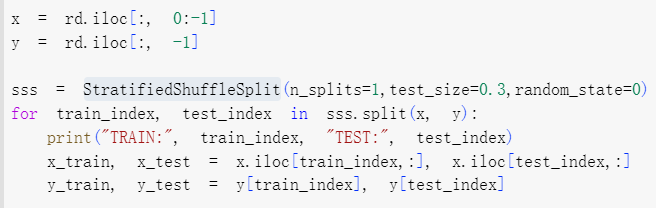 x = rd.iloc[:, 0:-1]
y = rd.iloc[:, -1]
sss = StratifiedShuffleSplit(n_splits=1,test_size=0.3,random_state=0)
for train_index, test_index in sss.split(x, y):
    print("TRAIN:", train_index, "TEST:", test_index)
    x_train, x_test = x.iloc[train_index,:], x.iloc[test_index,:]
    y_train, y_test = y[train_index], y[test_index]